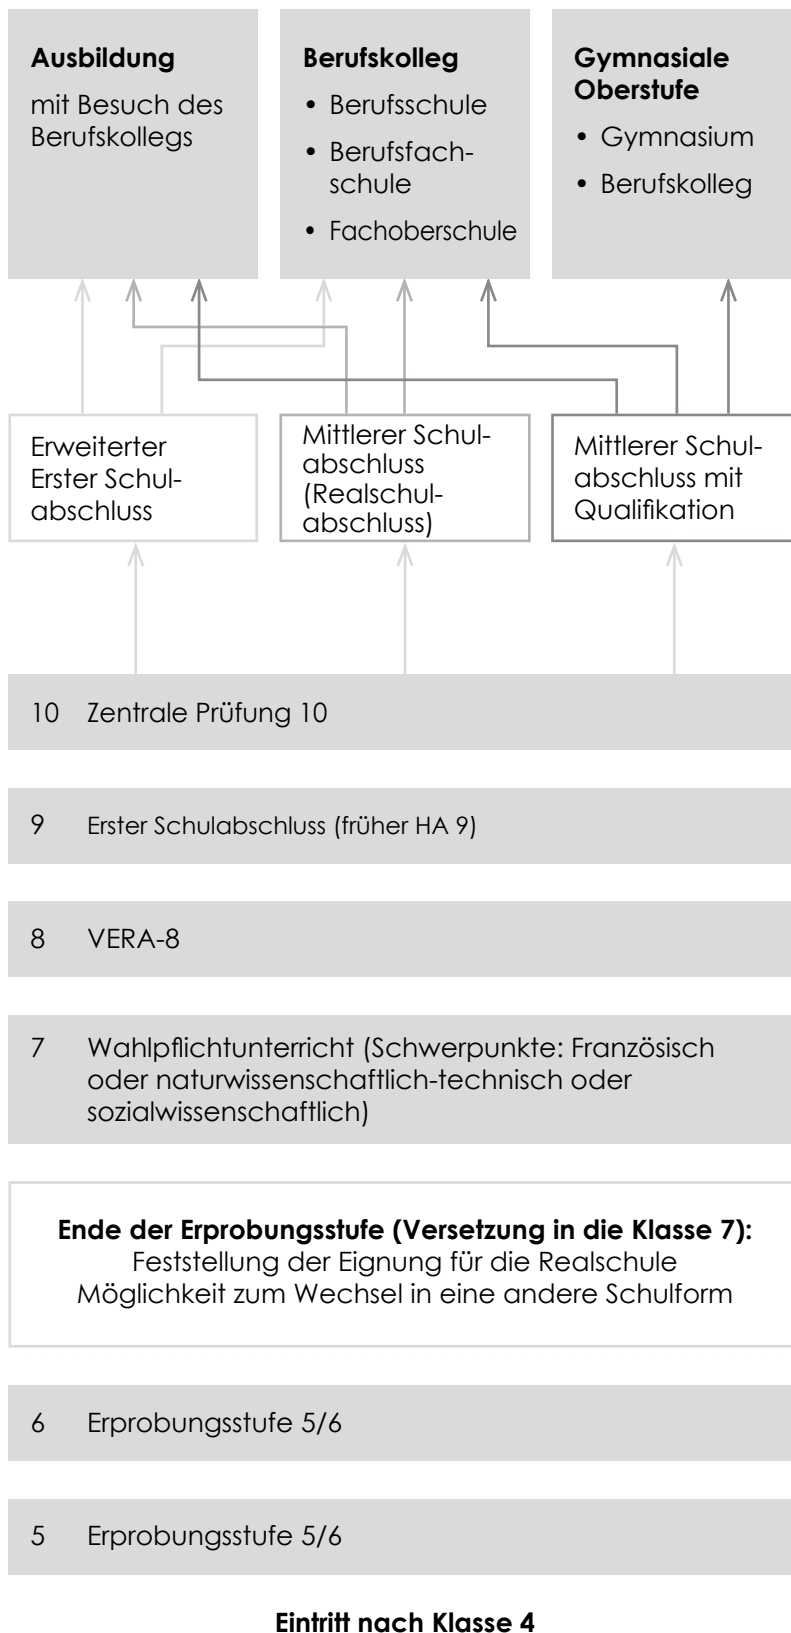 Ausbildung
mit Besuch des
Berufskollegs
Berufskolleg
• Berufsschule
• Berufsfach-
schule
• Fachoberschule
Gymnasiale
Oberstufe
• Gymnasium
• Berufskolleg
Erweiterter
Erster Schul-
abschluss
Mittlerer Schul-
abschluss
(Realschul-
abschluss)
Mittlerer Schul-
abschluss mit
Qualifikation
10 Zentrale Prüfung 10
9 Erster Schulabschluss (früher HA 9)
8 VERA-8
7 Wahlpflichtunterricht (Schwerpunkte: Französisch
oder naturwissenschaftlich-technisch oder
sozialwissenschaftlich)
Ende der Erprobungsstufe (Versetzung in die Klasse 7):
Feststellung der Eignung für die Realschule
Möglichkeit zum Wechsel in eine andere Schulform
6 Erprobungsstufe 5/6
5 Erprobungsstufe 5/6
Eintritt nach Klasse 4